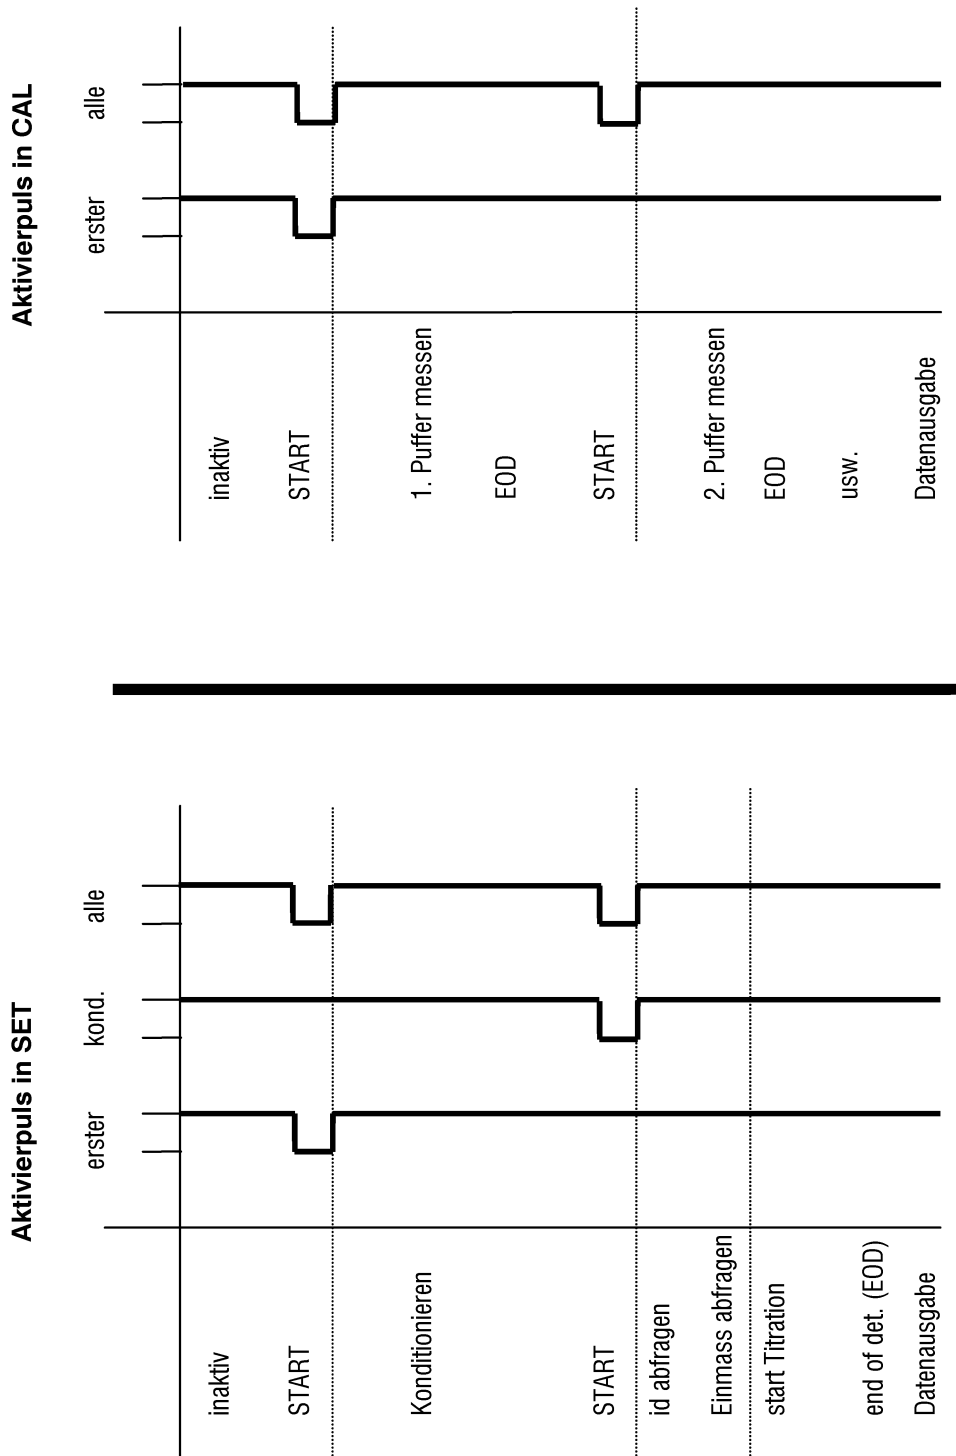 Aktivierpuls in CAL
alle
erster
inaktiv
START
1. Puffer messen
EOD
START
2. Puffer messen
EOD
usw.
Datenausgabe
Aktivierpuls in SET
alle
kond.
erster
inaktiv
START
Konditionieren
START
id abfragen
Einmass abfragen
start Titration
end of det. (EOD)
Datenausgabe